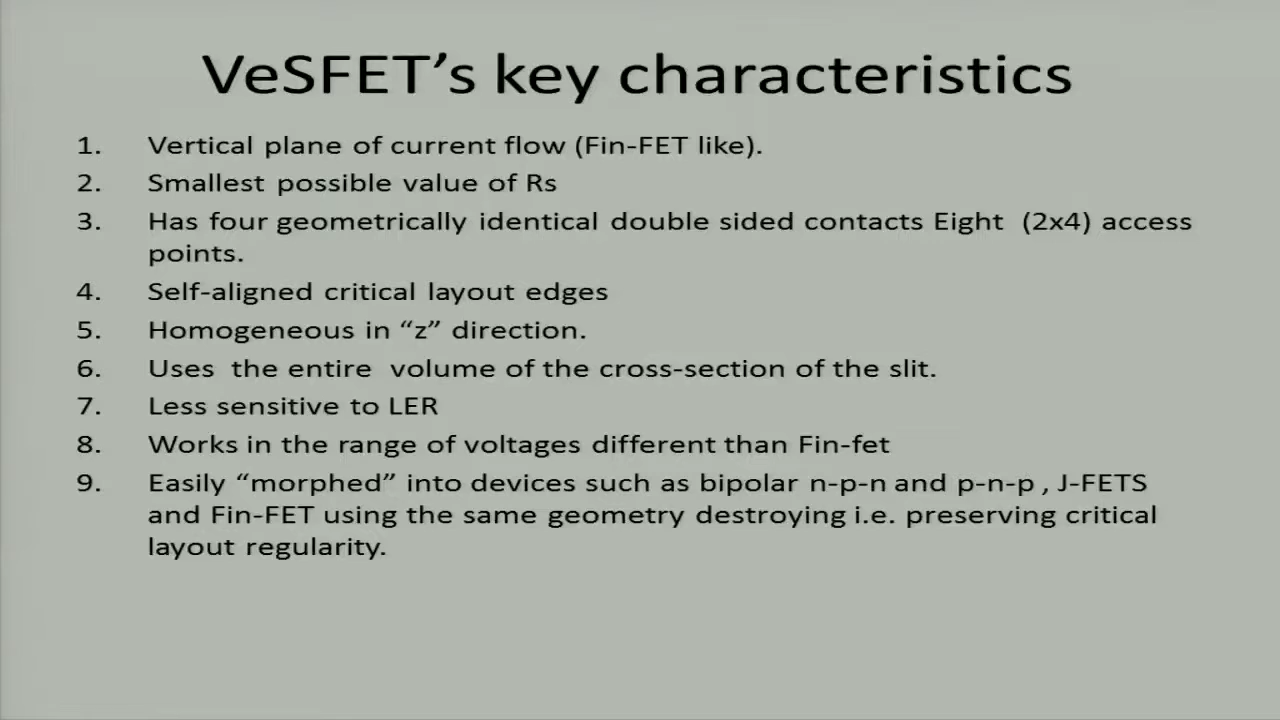 VeSFET's key characteristics
1. Vertical plane of current flow (Fin-FET like).
2. Smallest possible value of Rs
3. Has four geometrically identical double sided contacts Eight (2x4) access
points.
4. Self-aligned critical layout edges
5. Homogeneous in “z” direction.
6. Uses the entire volume of the cross-section of the slit.
7. Less sensitive to LER
8. Works in the range of voltages different than Fin-fet
9. Easily “morphed” into devices such as bipolar n-p-n and p-n-p , J-FETS
and Fin-FET using the same geometry destroying i.e. preserving critical
layout regularity.